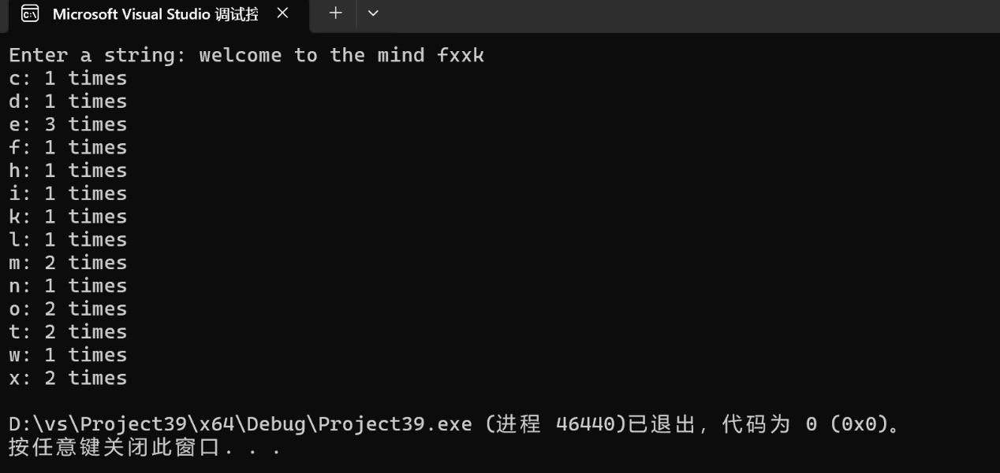 Microsoft Visual Studio 调试控
Enter a string: welcome to the mind fxxk
c: 1 times
d: 1 times
e: 3 times
f: 1 times
h: 1 times
i: 1 times
k: 1 times
l: 1 times
m: 2 times
n: 1 times
o: 2 times
t: 2 times
w: 1 times
x: 2 times
D:\vs\Project39\x64\Debug\Project39.exe (进程 46440)已退出，代码为 0 (0x0)。
按任意键关闭此窗口. . .